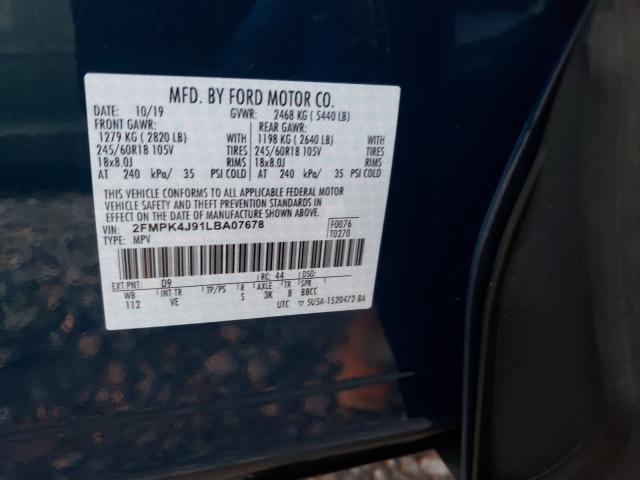 MFD. BY FORD MOTOR CO.
DATE: 10/19 GVWR: 2468 KG ( 5440 LB)
FRONT GAWR: REAR GAWR:
1279 KG ( 2820 LB) WITH 1198 KG ( 2640 LB) WITH
245/60R18 105V TIRES 245/60R18 105V TIRES
18x8.0J RIMS 18x8.0J RIMS
AT 240 kPa/ 35 PSI COLD AT 240 kPa/ 35 PSI COLD
THIS VEHICLE CONFORMS TO ALL APPLICABLE FEDERAL MOTOR
VEHICLE SAFETY AND THEFT PREVENTION STANDARDS IN
EFFECT ON THE DATE OF MANUFACTURE SHOWN ABOVE.
VIN: 2FMPK4J91LBA07678 F0076
TYPE: MPV T0270
EXT PNT: D9 RC: 44 DSO:
WB INT TR TP/PS R AXLE TR SPR
112 VE S 3K 8 BBCC
UTC ▽ 5U5A-1520472-BA